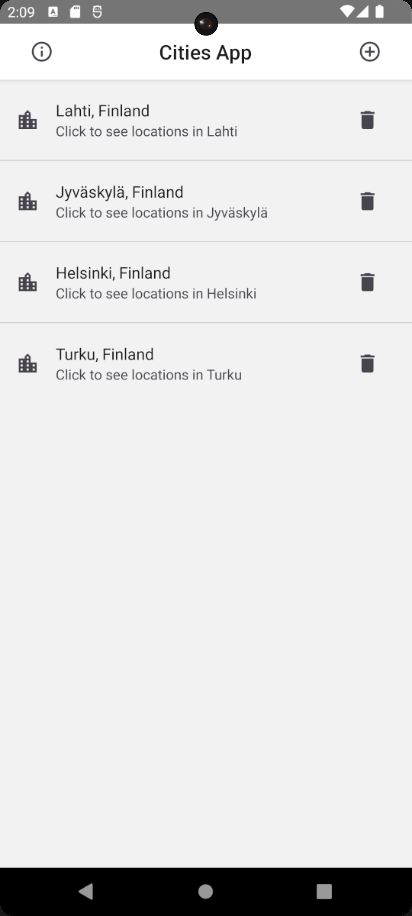 2:09
Cities App
Lahti, Finland
Click to see locations in Lahti
Jyväskylä, Finland
Click to see locations in Jyväskylä
Helsinki, Finland
Click to see locations in Helsinki
Turku, Finland
Click to see locations in Turku